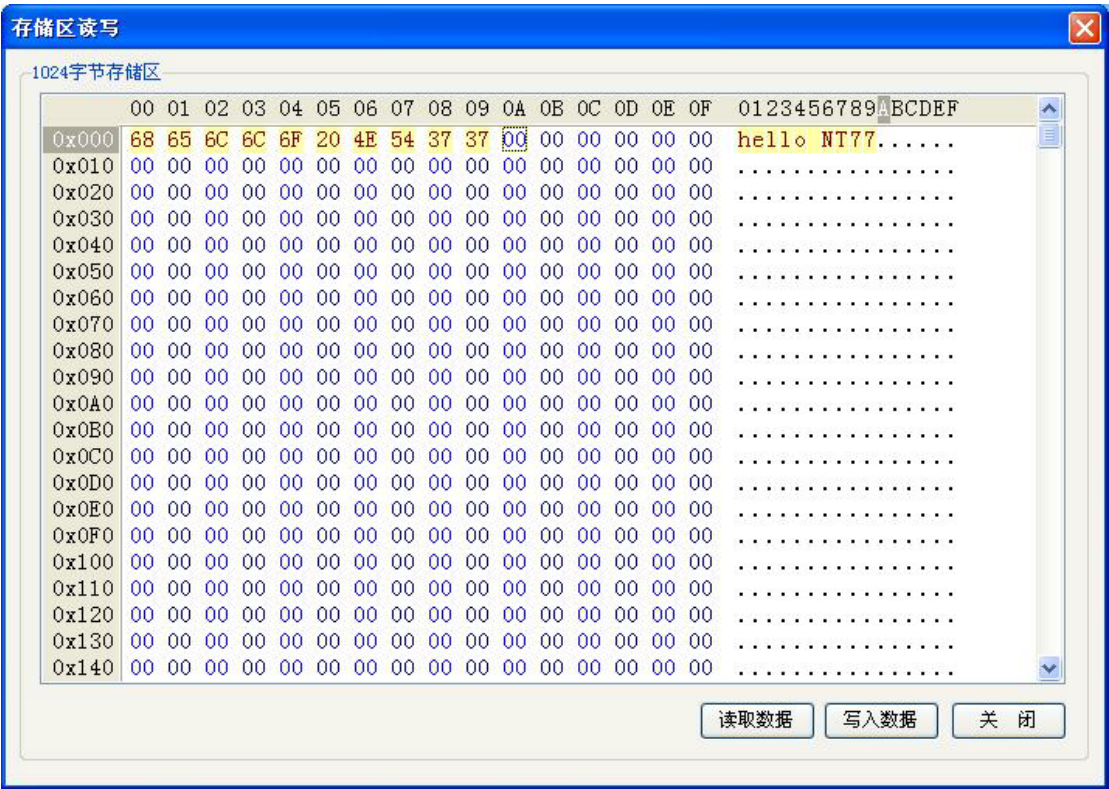 存储区读写
1024字节存储区
00 01 02 03 04 05 06 07 08 09 0A 0B 0C 0D 0E 0F 0123456789ABCDEF
0x000 68 65 6C 6C 6F 20 4E 54 37 37 00 00 00 00 00 00 hello NT77......
0x010 00 00 00 00 00 00 00 00 00 00 00 00 00 00 00 00 ................
0x020 00 00 00 00 00 00 00 00 00 00 00 00 00 00 00 00 ................
0x030 00 00 00 00 00 00 00 00 00 00 00 00 00 00 00 00 ................
0x040 00 00 00 00 00 00 00 00 00 00 00 00 00 00 00 00 ................
0x050 00 00 00 00 00 00 00 00 00 00 00 00 00 00 00 00 ................
0x060 00 00 00 00 00 00 00 00 00 00 00 00 00 00 00 00 ................
0x070 00 00 00 00 00 00 00 00 00 00 00 00 00 00 00 00 ................
0x080 00 00 00 00 00 00 00 00 00 00 00 00 00 00 00 00 ................
0x090 00 00 00 00 00 00 00 00 00 00 00 00 00 00 00 00 ................
0x0A0 00 00 00 00 00 00 00 00 00 00 00 00 00 00 00 00 ................
0x0B0 00 00 00 00 00 00 00 00 00 00 00 00 00 00 00 00 ................
0x0C0 00 00 00 00 00 00 00 00 00 00 00 00 00 00 00 00 ................
0x0D0 00 00 00 00 00 00 00 00 00 00 00 00 00 00 00 00 ................
0x0E0 00 00 00 00 00 00 00 00 00 00 00 00 00 00 00 00 ................
0x0F0 00 00 00 00 00 00 00 00 00 00 00 00 00 00 00 00 ................
0x100 00 00 00 00 00 00 00 00 00 00 00 00 00 00 00 00 ................
0x110 00 00 00 00 00 00 00 00 00 00 00 00 00 00 00 00 ................
0x120 00 00 00 00 00 00 00 00 00 00 00 00 00 00 00 00 ................
0x130 00 00 00 00 00 00 00 00 00 00 00 00 00 00 00 00 ................
0x140 00 00 00 00 00 00 00 00 00 00 00 00 00 00 00 00 ................
读取数据 写入数据 关 闭